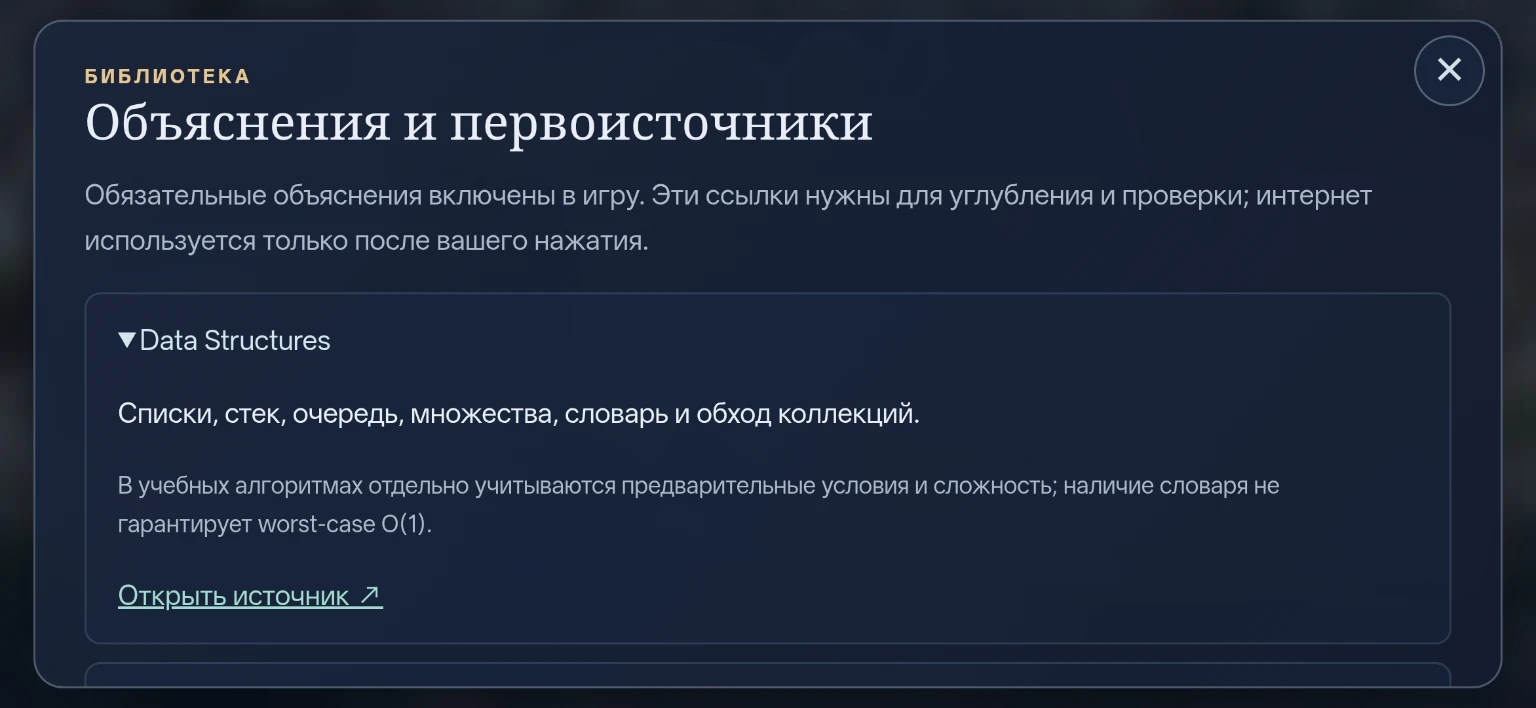 БИБЛИОТЕКА
Объяснения и первоисточники
Обязательные объяснения включены в игру. Эти ссылки нужны для углубления и проверки; интернет
используется только после вашего нажатия.
▼Data Structures
Списки, стек, очередь, множества, словарь и обход коллекций.
В учебных алгоритмах отдельно учитываются предварительные условия и сложность; наличие словаря не
гарантирует worst-case O(1).
Открыть источник ↗